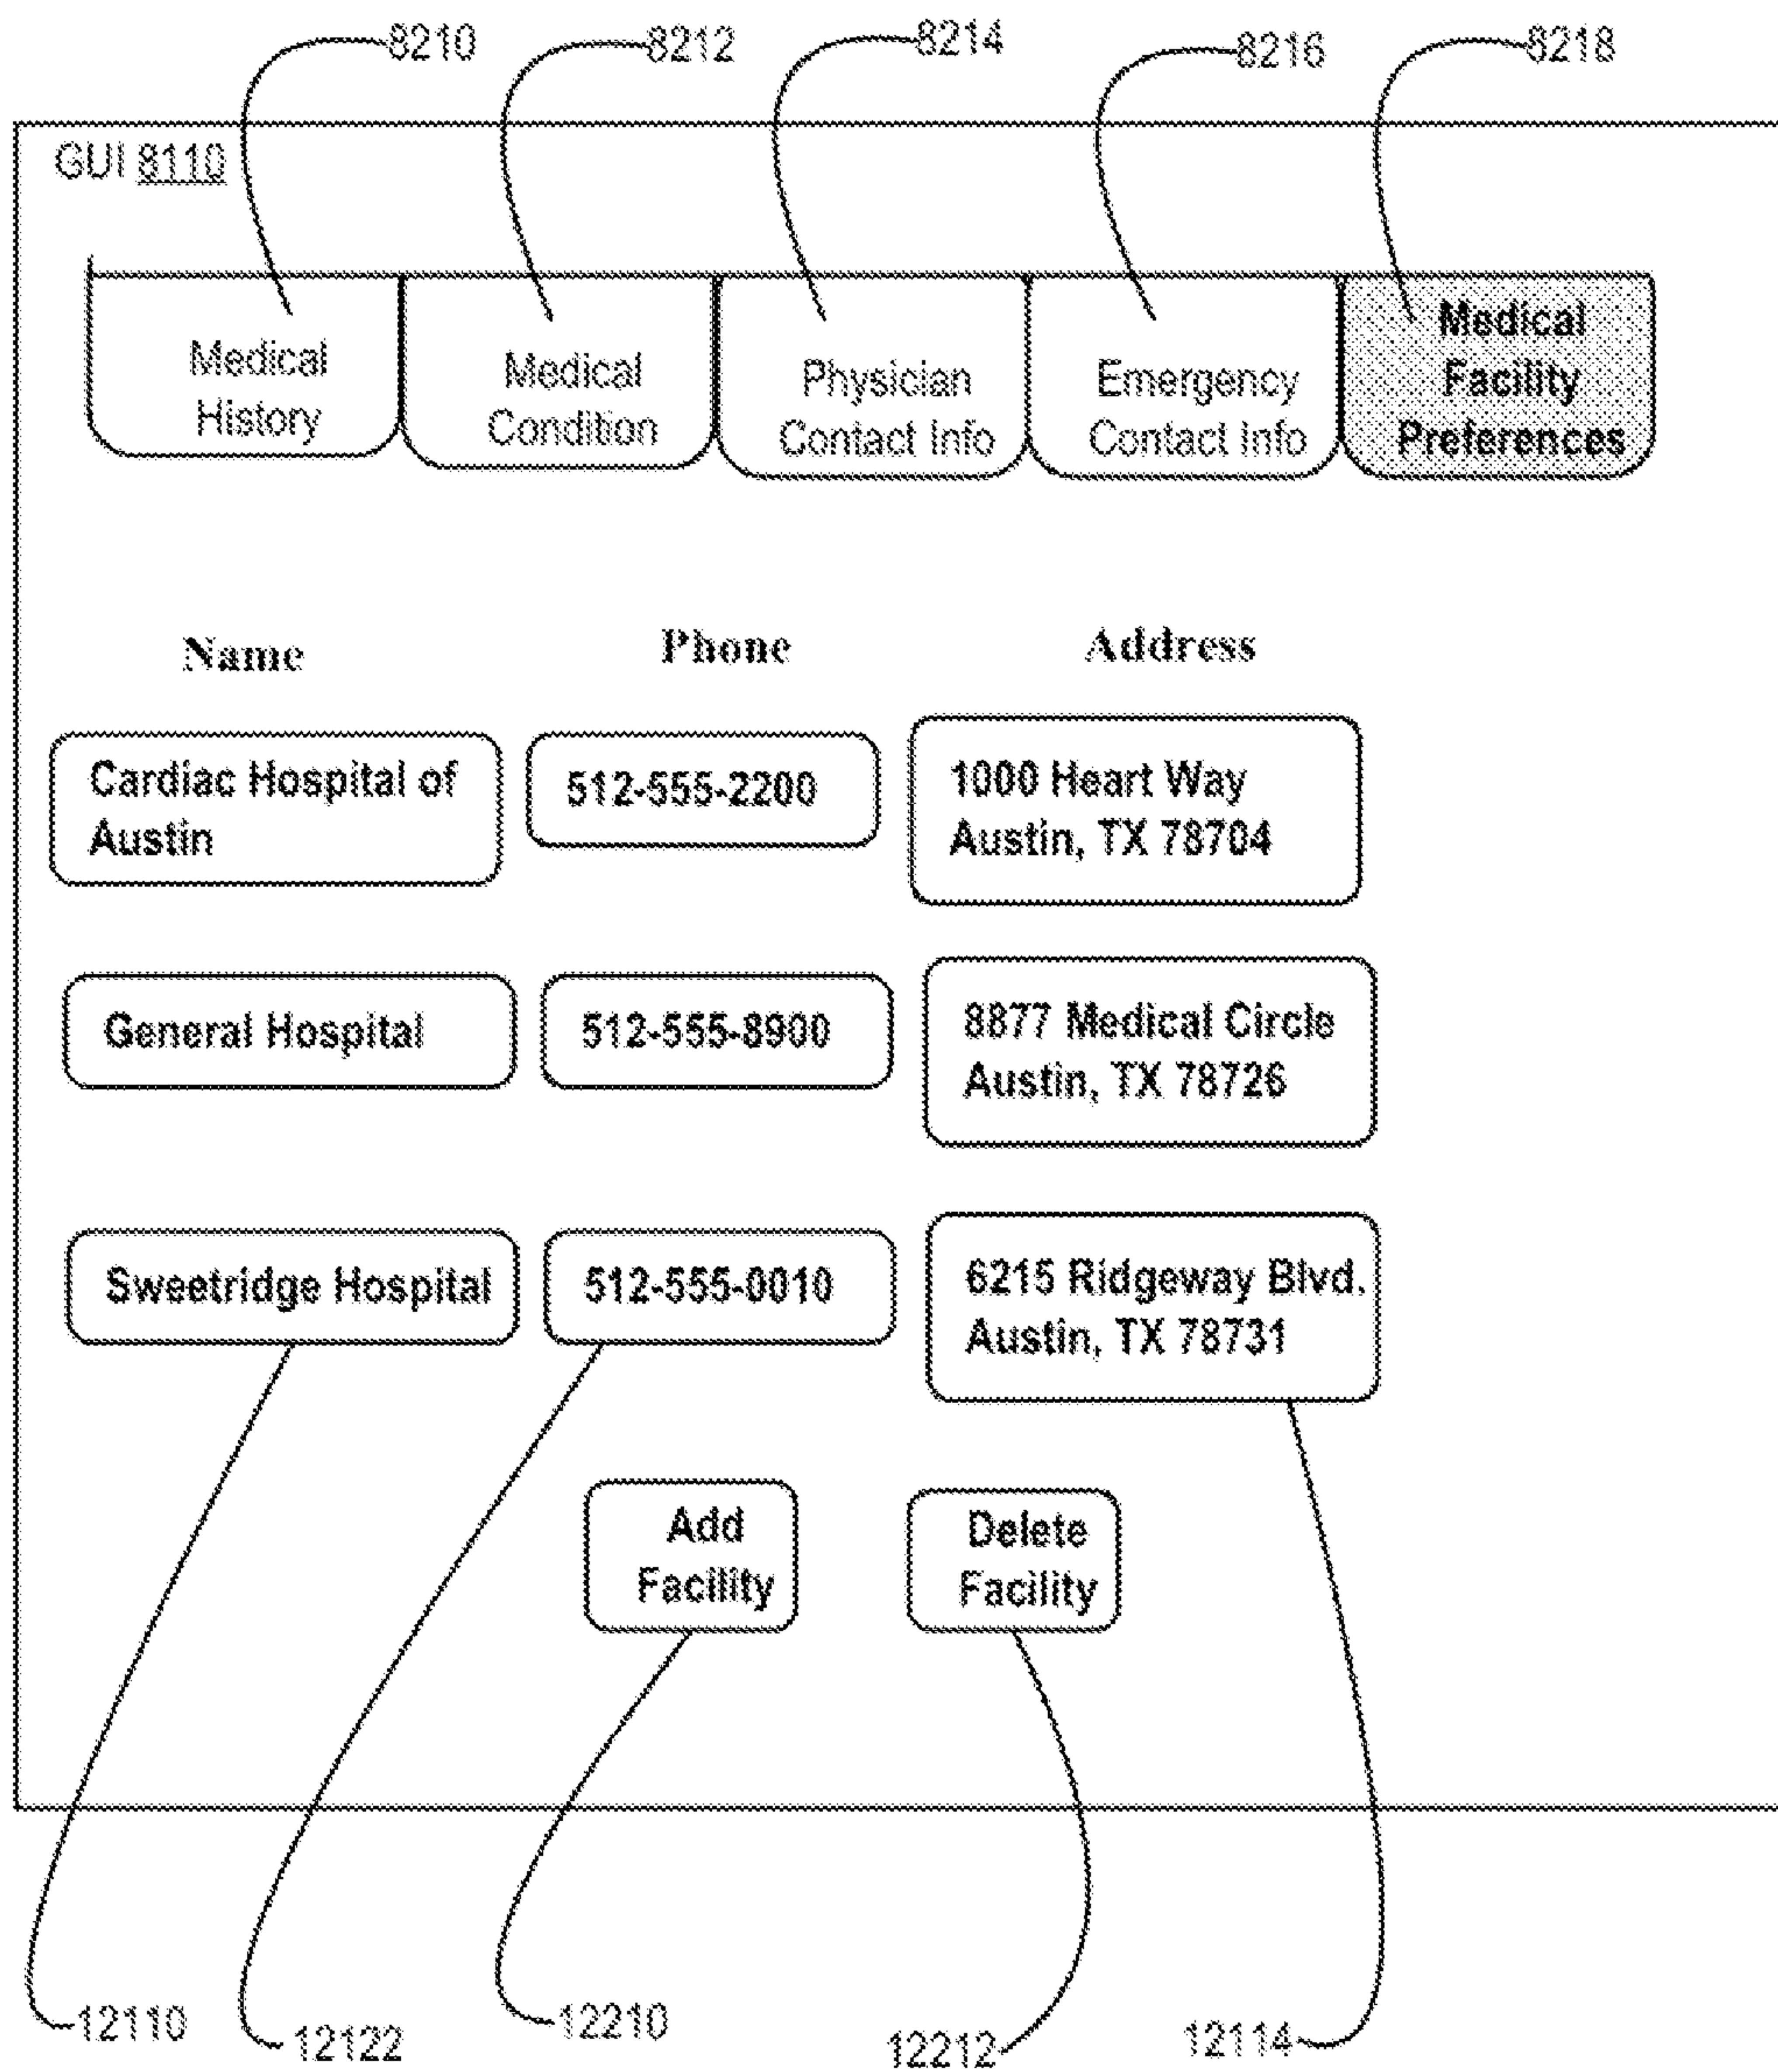 8210
8212
8214
8216
8218
GUI 8110
Medical
History
Medical
Condition
Physician
Contact Info
Emergency
Contact Info
Medical
Facility
Preferences
Name
Phone
Address
Cardiac Hospital of
Austin
512-555-2200
1000 Heart Way
Austin, TX 78704
General Hospital
512-555-8900
8877 Medical Circle
Austin, TX 78726
Sweetridge Hospital
512-555-0010
6215 Ridgeway Blvd.
Austin, TX 78731
Add
Facility
Delete
Facility
12110
12122
12210
12212
12114